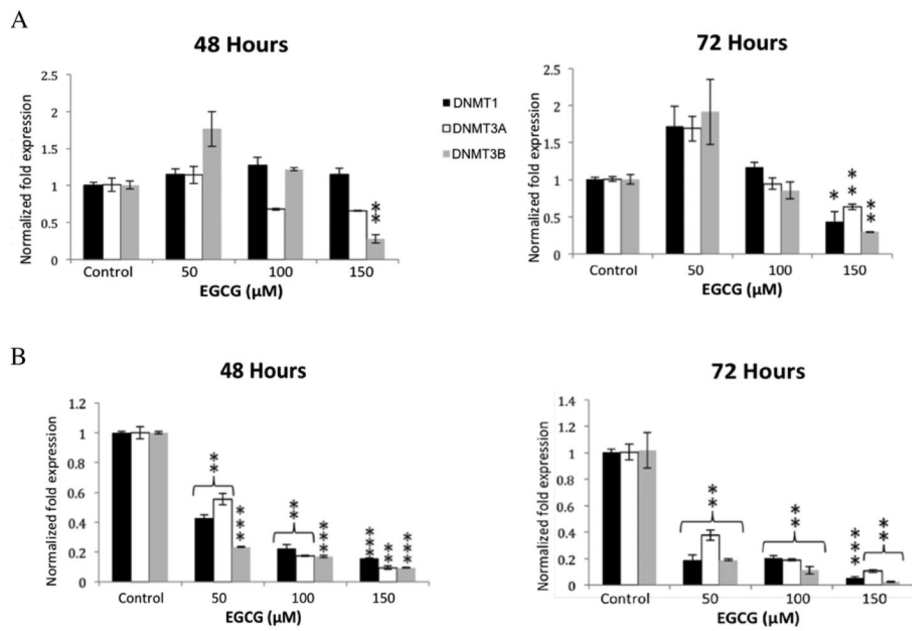 A
48 Hours
72 Hours
Normalized fold expression
2.5
2
1.5
1
0.5
0
**
Control
50
100
150
EGCG (µM)
DNMT1
DNMT3A
DNMT3B
Normalized fold expression
2.5
2
1.5
1
0.5
0
*
**
**
Control
50
100
150
EGCG (µM)
B
48 Hours
72 Hours
Normalized fold expression
1.2
1
0.8
0.6
0.4
0.2
0
**
***
**
***
***
**
***
Control
50
100
150
EGCG (µM)
Normalized fold expression
1.4
1.2
1
0.8
0.6
0.4
0.2
0
**
**
***
**
Control
50
100
150
EGCG (µM)